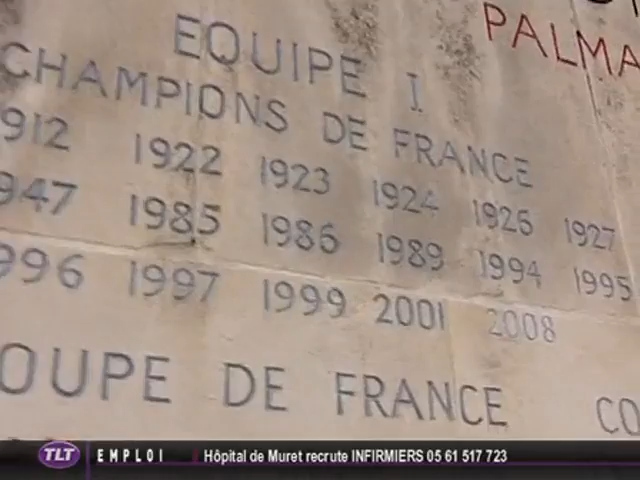 PALMA
EQUIPE I
CHAMPIONS DE FRANCE
912 1922 1923 1924 1926 1927
947 1985 1986 1989 1994 1995
996 1997 1999 2001 2008
OUPE DE FRANCE CO
TLT EMPLOI Hôpital de Muret recrute INFIRMIERS 05 61 517 723